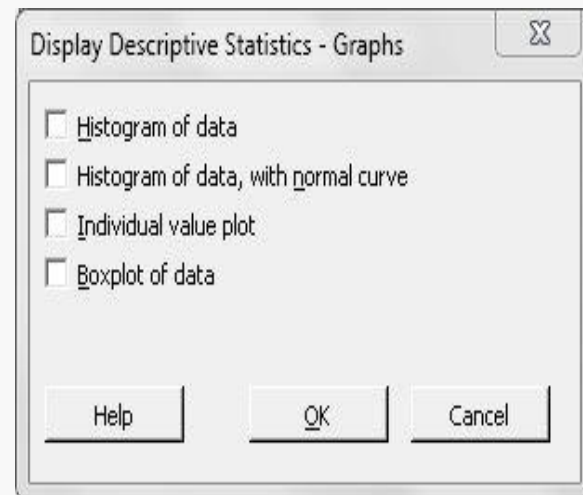 Display Descriptive Statistics - Graphs
Histogram of data
Histogram of data, with normal curve
Individual value plot
Boxplot of data
Help OK Cancel